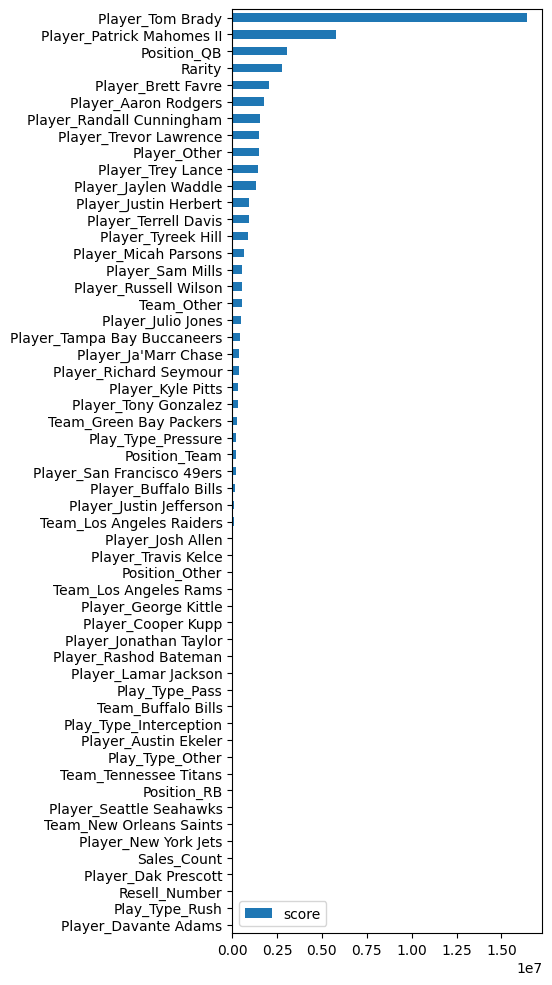 Player_Tom Brady
Player_Patrick Mahomes II
Position_QB
Rarity
Player_Brett Favre
Player_Aaron Rodgers
Player_Randall Cunningham
Player_Trevor Lawrence
Player_Other
Player_Trey Lance
Player_Jaylen Waddle
Player_Justin Herbert
Player_Terrell Davis
Player_Tyreek Hill
Player_Micah Parsons
Player_Sam Mills
Player_Russell Wilson
Team_Other
Player_Julio Jones
Player_Tampa Bay Buccaneers
Player_Ja'Marr Chase
Player_Richard Seymour
Player_Kyle Pitts
Player_Tony Gonzalez
Team_Green Bay Packers
Play_Type_Pressure
Position_Team
Player_San Francisco 49ers
Player_Buffalo Bills
Player_Justin Jefferson
Team_Los Angeles Raiders
Player_Josh Allen
Player_Travis Kelce
Position_Other
Team_Los Angeles Rams
Player_George Kittle
Player_Cooper Kupp
Player_Jonathan Taylor
Player_Rashod Bateman
Player_Lamar Jackson
Play_Type_Pass
Team_Buffalo Bills
Play_Type_Interception
Player_Austin Ekeler
Play_Type_Other
Team_Tennessee Titans
Position_RB
Player_Seattle Seahawks
Team_New Orleans Saints
Player_New York Jets
Sales_Count
Player_Dak Prescott
Resell_Number
Play_Type_Rush
Player_Davante Adams
score
0.00 0.25 0.50 0.75 1.00 1.25 1.50
1e7